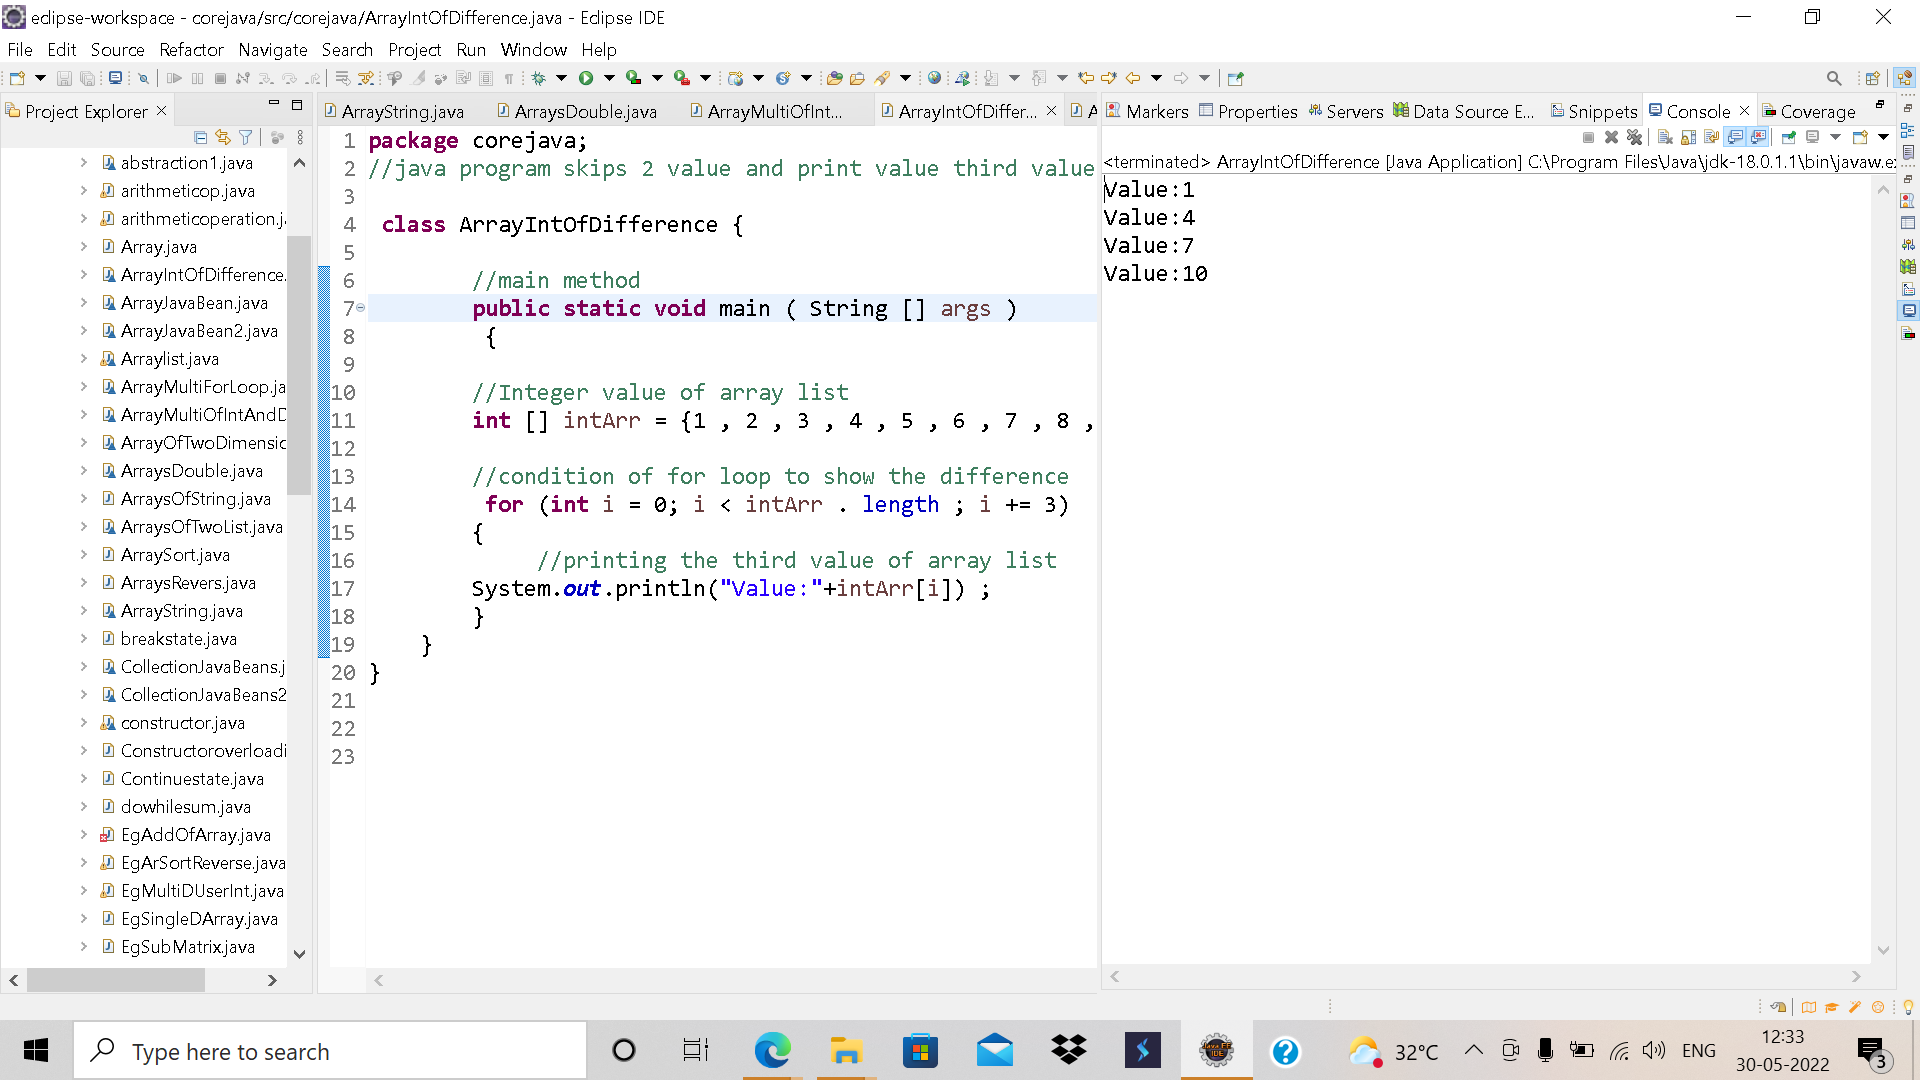 eclipse-workspace - corejava/src/corejava/ArrayIntOfDifference.java - Eclipse IDE
File Edit Source Refactor Navigate Search Project Run Window Help
Project Explorer
abstraction1.java
arithmeticop.java
arithmeticoperation.j
Array.java
ArrayIntOfDifference.
ArrayJavaBean.java
ArrayJavaBean2.java
Arraylist.java
ArrayMultiForLoop.ja
ArrayMultiOfIntAndD
ArrayOfTwoDimensic
ArraysDouble.java
ArraysOfString.java
ArraysOfTwoList.java
ArraySort.java
ArraysRevers.java
ArrayString.java
breakstate.java
CollectionJavaBeans.j
CollectionJavaBeans2
constructor.java
Constructoroverloadi
Continuestate.java
dowhilesum.java
EgAddOfArray.java
EgArSortReverse.java
EgMultiDUserInt.java
EgSingleDArray.java
EgSubMatrix.java
ArrayString.java ArraysDouble.java ArrayMultiOfInt... ArrayIntOfDiffer... A
1 package corejava;
2 //java program skips 2 value and print value third value
3
4 class ArrayIntOfDifference {
5
6 //main method
7 public static void main ( String [] args )
8 {
9
10 //Integer value of array list
11 int [] intArr = {1 , 2 , 3 , 4 , 5 , 6 , 7 , 8 ,
12
13 //condition of for loop to show the difference
14 for (int i = 0; i < intArr . length ; i += 3)
15 {
16 //printing the third value of array list
17 System.out.println("Value:"+intArr[i]) ;
18 }
19 }
20 }
21
22
23
Markers Properties Servers Data Source E... Snippets Console Coverage
<terminated> ArrayIntOfDifference [Java Application] C:\Program Files\Java\jdk-18.0.1.1\bin\javaw.ex
Value:1
Value:4
Value:7
Value:10
Type here to search
32°C
ENG
12:33
30-05-2022
3